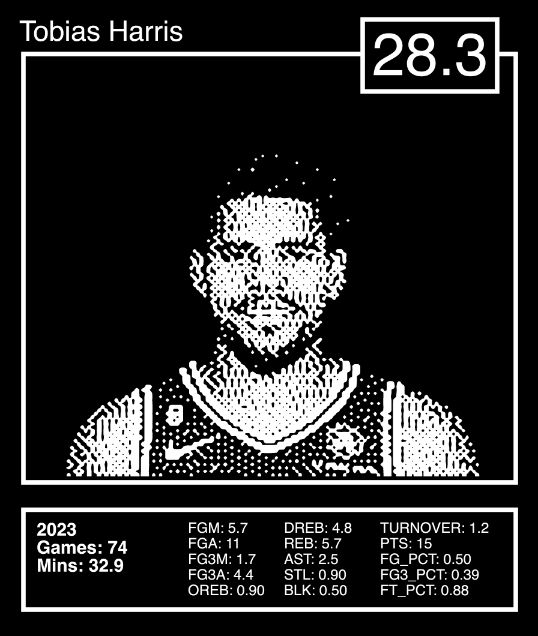 Tobias Harris
28.3
2023
Games: 74
Mins: 32.9
FGM: 5.7
FGA: 11
FG3M: 1.7
FG3A: 4.4
OREB: 0.90
DREB: 4.8
REB: 5.7
AST: 2.5
STL: 0.90
BLK: 0.50
TURNOVER: 1.2
PTS: 15
FG_PCT: 0.50
FG3_PCT: 0.39
FT_PCT: 0.88